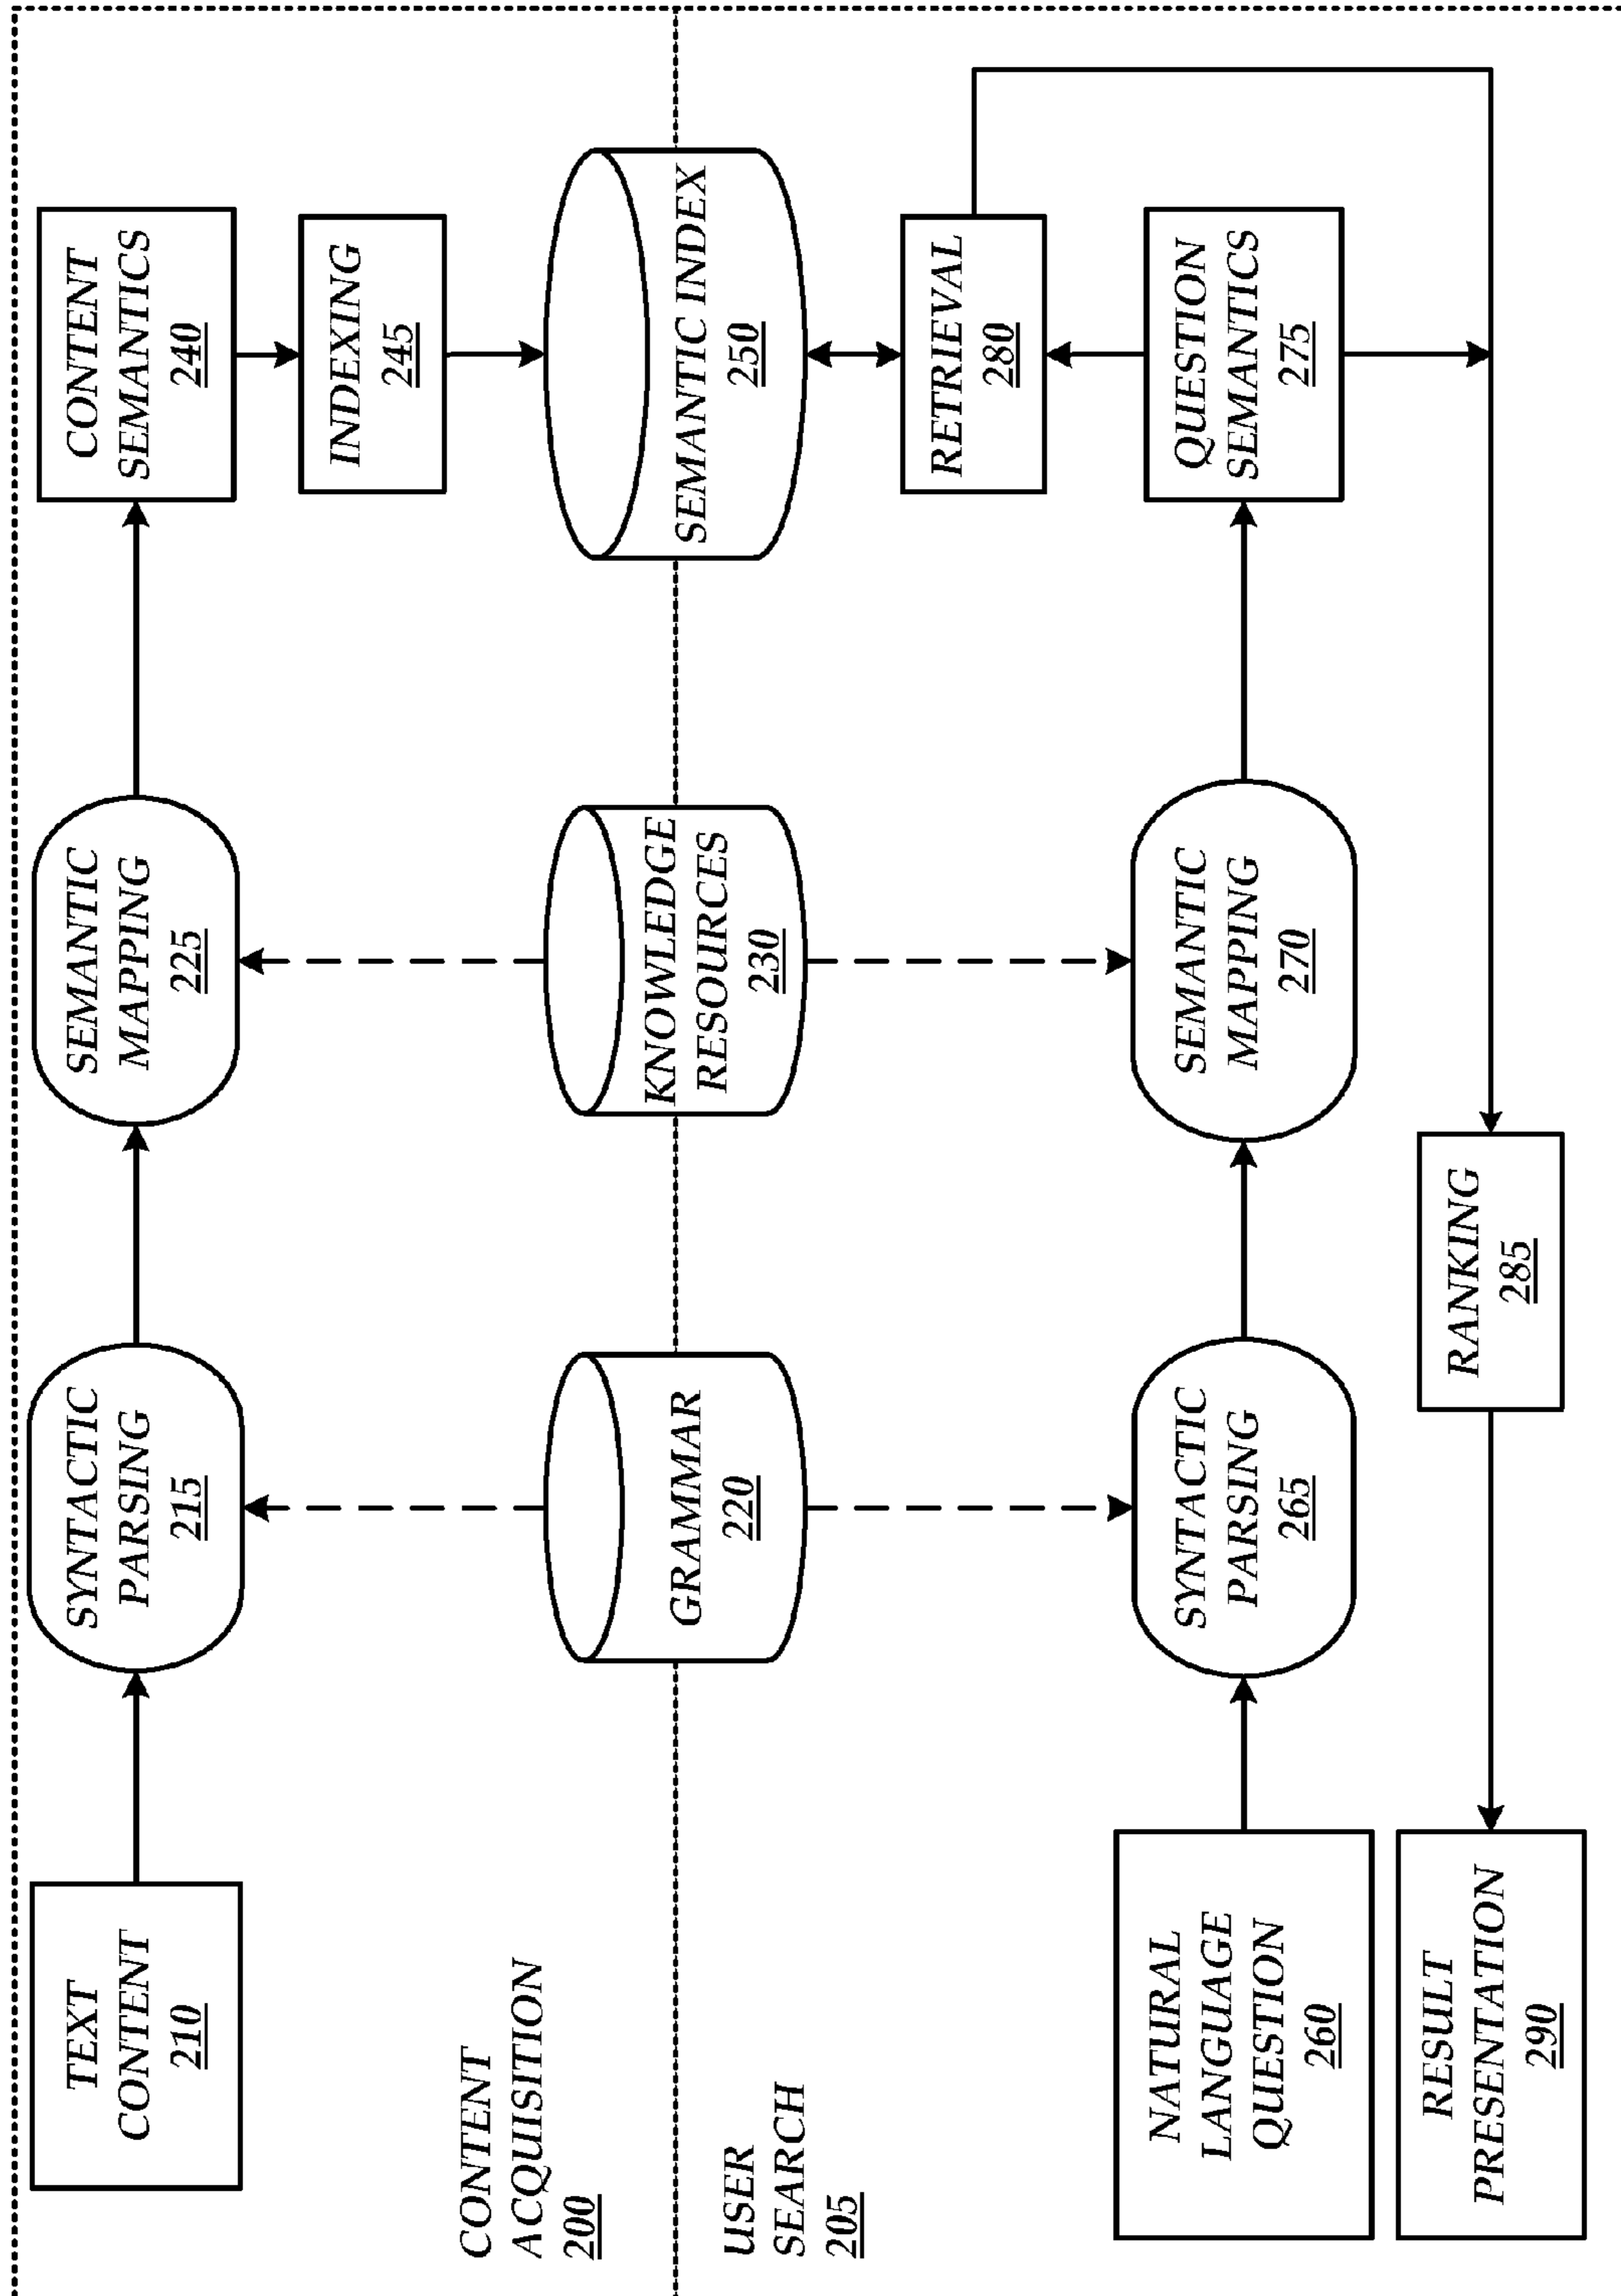 TEXT
CONTENT
210
SYNTACTIC
PARSING
215
SEMANTIC
MAPPING
225
CONTENT
SEMANTICS
240
INDEXING
245
CONTENT
ACQUISITION
200
GRAMMAR
220
KNOWLEDGE
RESOURCES
230
SEMANTIC INDEX
250
USER
SEARCH
205
RETRIEVAL
280
NATURAL
LANGUAGE
QUESTION
260
SYNTACTIC
PARSING
265
SEMANTIC
MAPPING
270
QUESTION
SEMANTICS
275
RESULT
PRESENTATION
290
RANKING
285